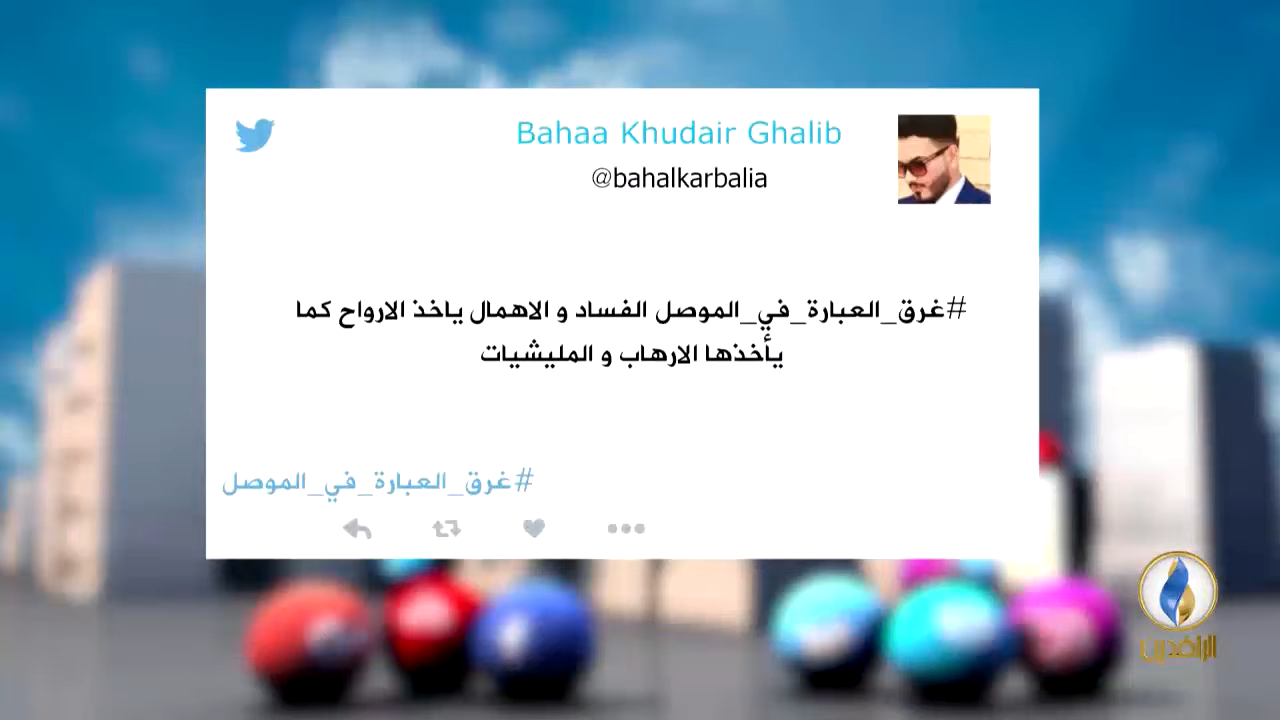 Bahaa Khudair Ghalib
@bahalkarbalia
#غرق_العبارة_في_الموصل الفساد و الاهمال ياخذ الارواح كما
يأخذها الارهاب و المليشيات
#غرق_العبارة_في_الموصل
الرافدين